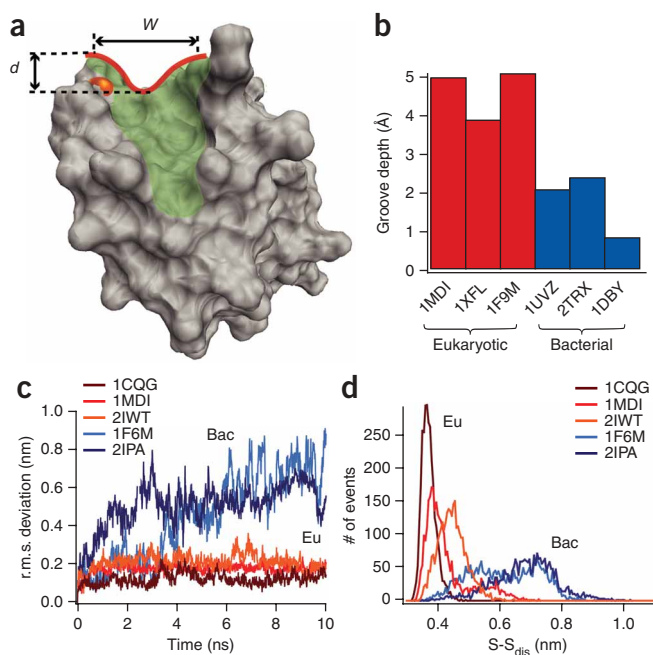 a
W
d
b
Groove depth (Å)
5
4
3
2
1
0
1MDI
1XFL
1F9M
1UVZ
2TRX
1DBY
Eukaryotic
Bacterial
c
1CQG
1MDI
2IWT
1F6M
2IPA
Bac
Eu
r.m.s. deviation (nm)
1.0
0.8
0.6
0.4
0.2
0.0
0 2 4 6 8 10
Time (ns)
d
1CQG
1MDI
2IWT
1F6M
2IPA
Eu
Bac
# of events
250
200
150
100
50
0
0.4 0.6 0.8 1.0
S-Sdis (nm)